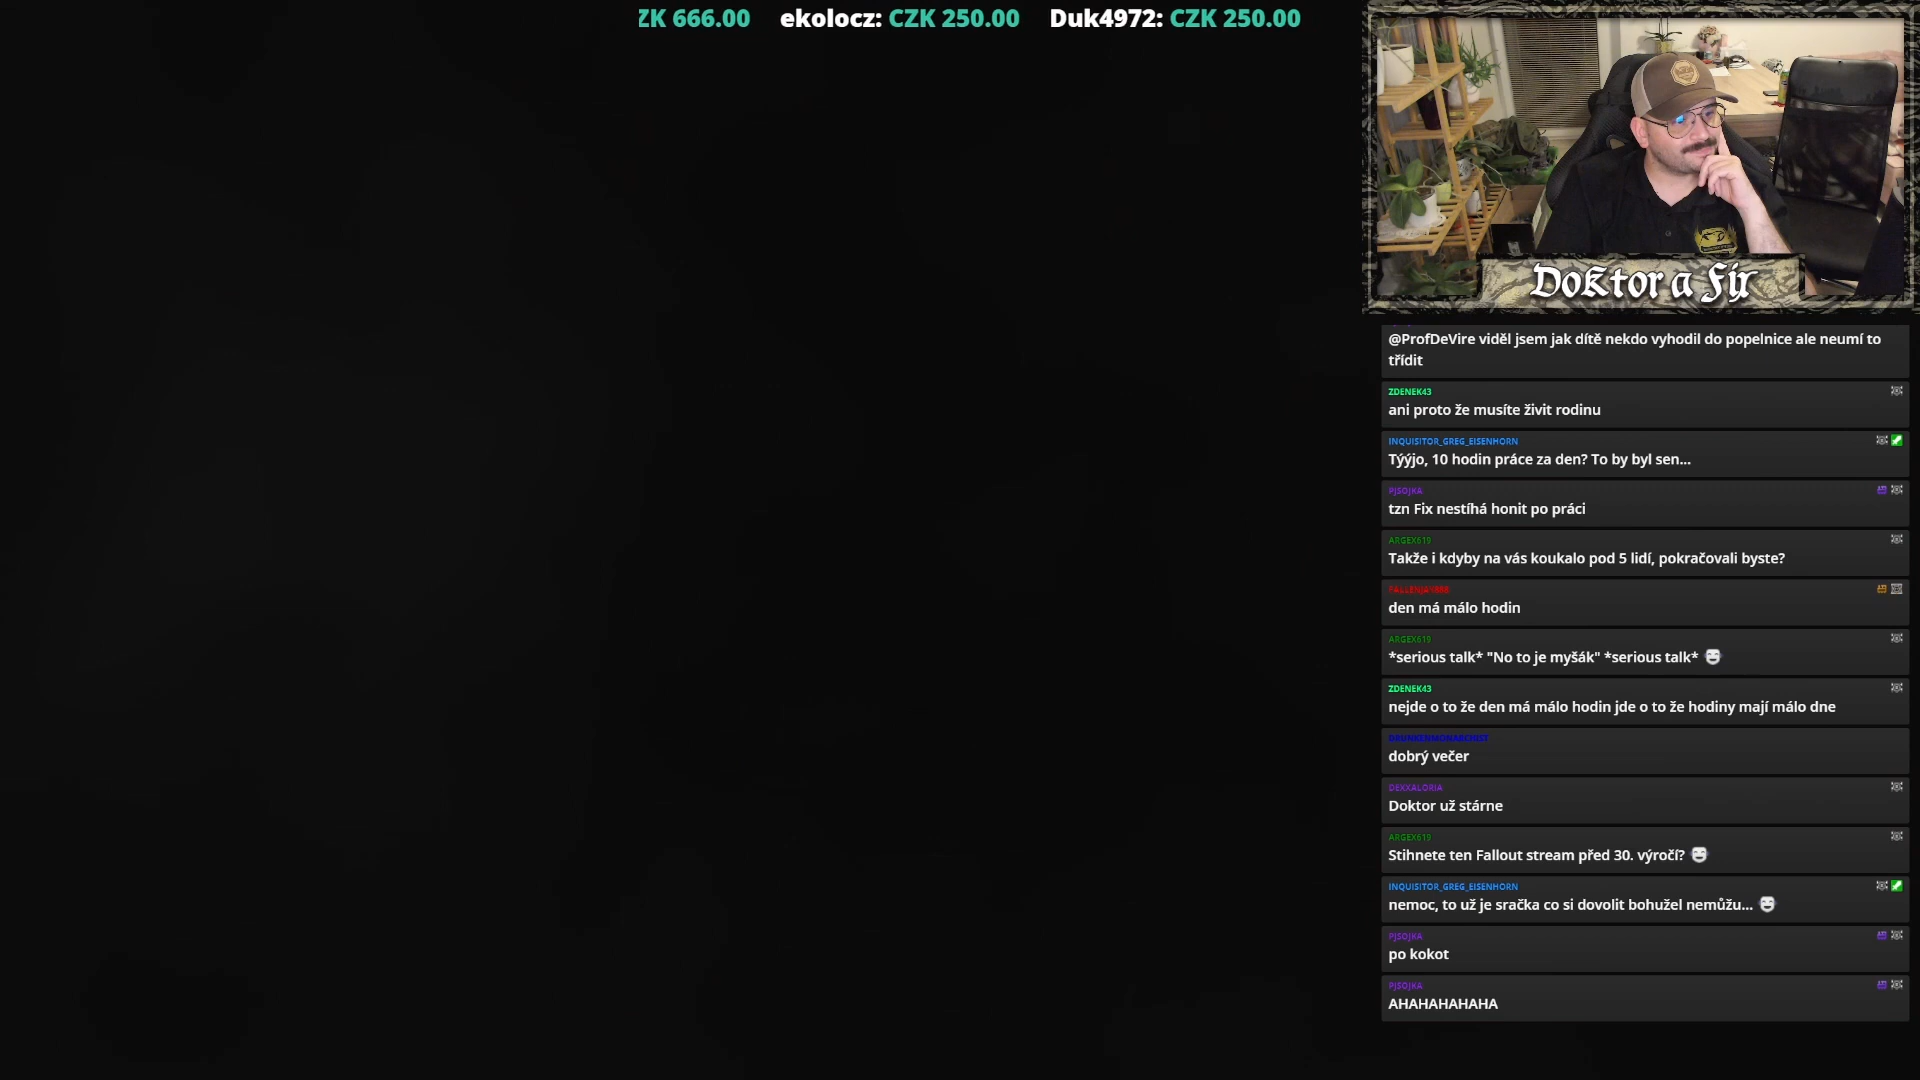 ZK 666.00 ekolocz: CZK 250.00 Duk4972: CZK 250.00
Doktor a Fix
@ProfDeVire viděl jsem jak dítě nekdo vyhodil do popelnice ale neumí to
třídit
ZDENEK43
ani proto že musíte živit rodinu
INQUISITOR_GREG_EISENHORN
Týýjo, 10 hodin práce za den? To by byl sen...
PJSOJKA
tzn Fix nestíhá honit po práci
ARGEX619
Takže i kdyby na vás koukalo pod 5 lidí, pokračovali byste?
den má málo hodin
ARGEX619
*serious talk* "No to je myšák" *serious talk*
ZDENEK43
nejde o to že den má málo hodin jde o to že hodiny mají málo dne
DRUNKENMONARCHIST
dobrý večer
DEXXALORIA
Doktor už stárne
ARGEX619
Stihnete ten Fallout stream před 30. výročí?
INQUISITOR_GREG_EISENHORN
nemoc, to už je sračka co si dovolit bohužel nemůžu...
PJSOJKA
po kokot
PJSOJKA
AHAHAHAHAHA